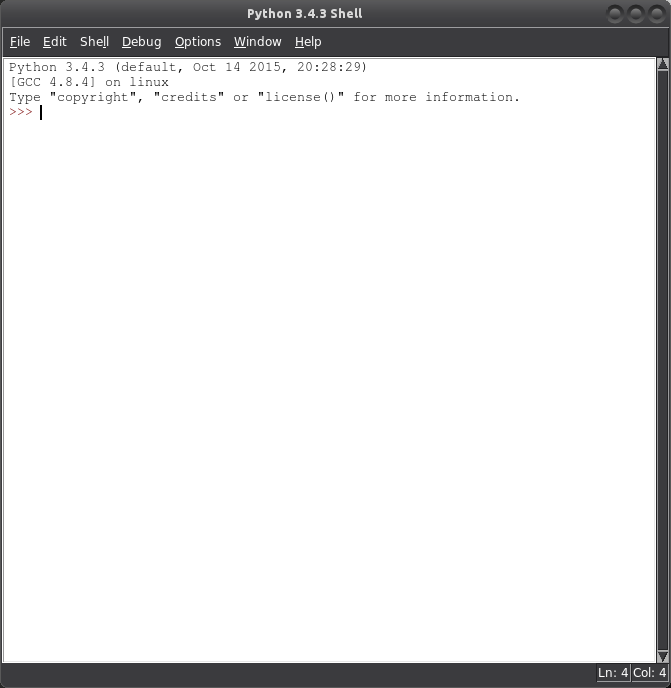 Python 3.4.3 Shell
File Edit Shell Debug Options Window Help
Python 3.4.3 (default, Oct 14 2015, 20:28:29)
[GCC 4.8.4] on linux
Type "copyright", "credits" or "license()" for more information.
>>>
Ln: 4 Col: 4